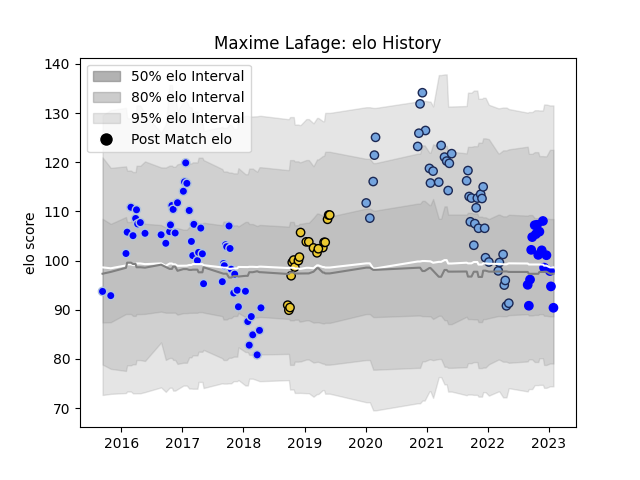 Maxime Lafage: elo History
140
130
120
110
100
90
80
70
elo score
50% elo Interval
80% elo Interval
95% elo Interval
Post Match elo
2016 2017 2018 2019 2020 2021 2022 2023